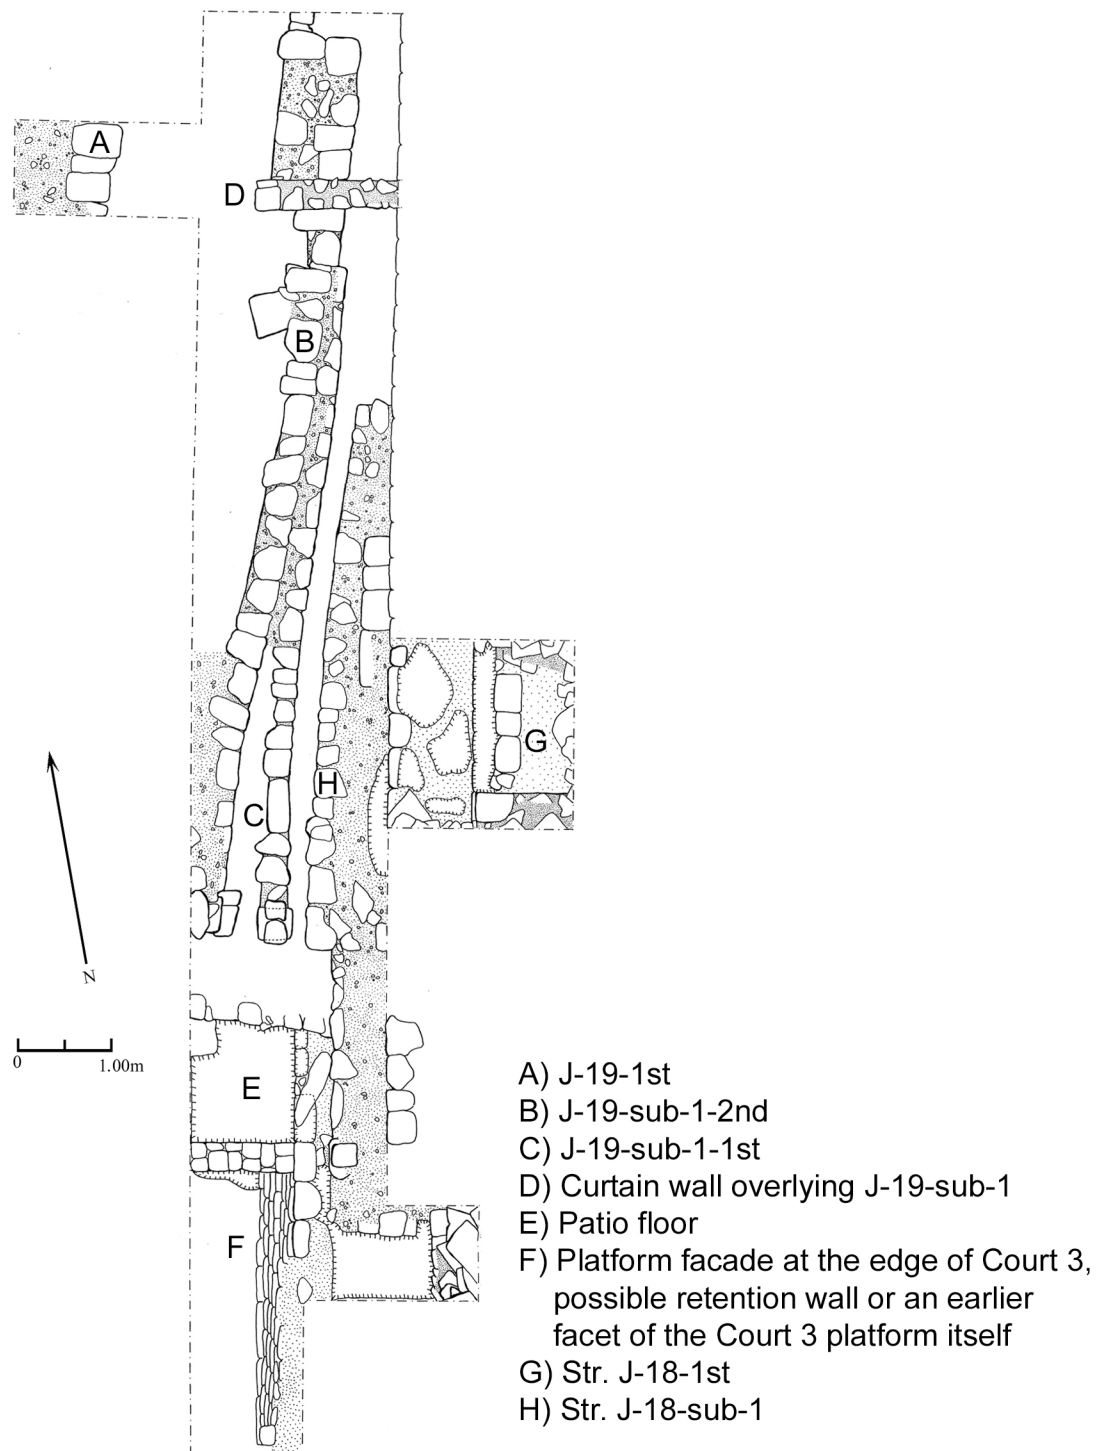 A
D
B
G
H
C
N
0 1.00m
E
F
A) J-19-1st
B) J-19-sub-1-2nd
C) J-19-sub-1-1st
D) Curtain wall overlying J-19-sub-1
E) Patio floor
F) Platform facade at the edge of Court 3,
possible retention wall or an earlier
facet of the Court 3 platform itself
G) Str. J-18-1st
H) Str. J-18-sub-1